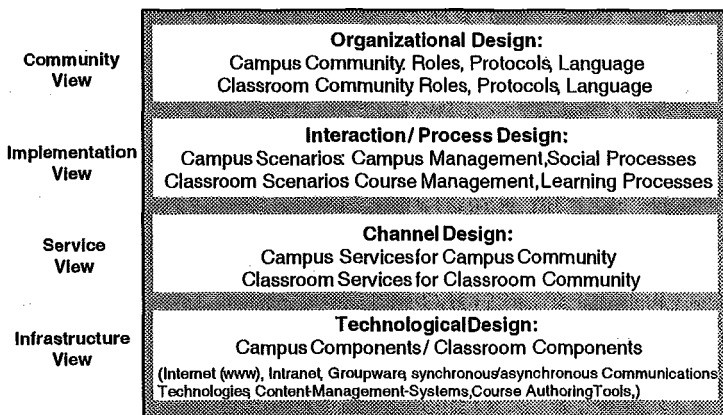 Community
View
Organizational Design:
Campus Community: Roles, Protocols, Language
Classroom Community Roles, Protocols, Language
Implementation
View
Interaction/ Process Design:
Campus Scenarios: Campus Management, Social Processes
Classroom Scenarios Course Management, Learning Processes
Service
View
Channel Design:
Campus Services for Campus Community
Classroom Services for Classroom Community
Infrastructure
View
Technological Design:
Campus Components/ Classroom Components
(Internet (www), Intranet, Groupware, synchronous/asynchronous Communications
Technologies, Content-Management-Systems, Course Authoring Tools,)